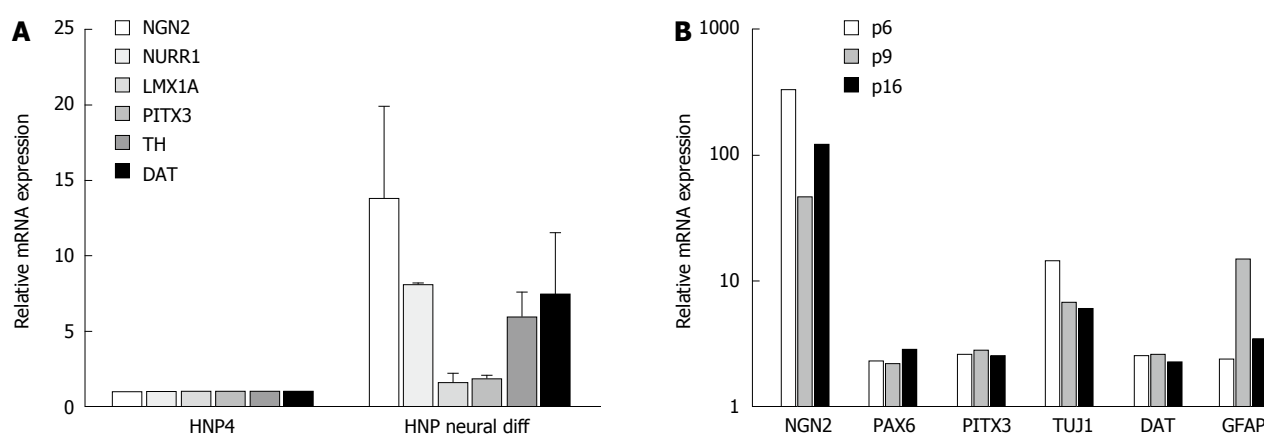 A
Relative mRNA expression
25
20
15
10
5
0
NGN2
NURR1
LMX1A
PITX3
TH
DAT
HNP4 HNP neural diff
B
Relative mRNA expression
1000
100
10
1
p6
p9
p16
NGN2 PAX6 PITX3 TUJ1 DAT GFAP